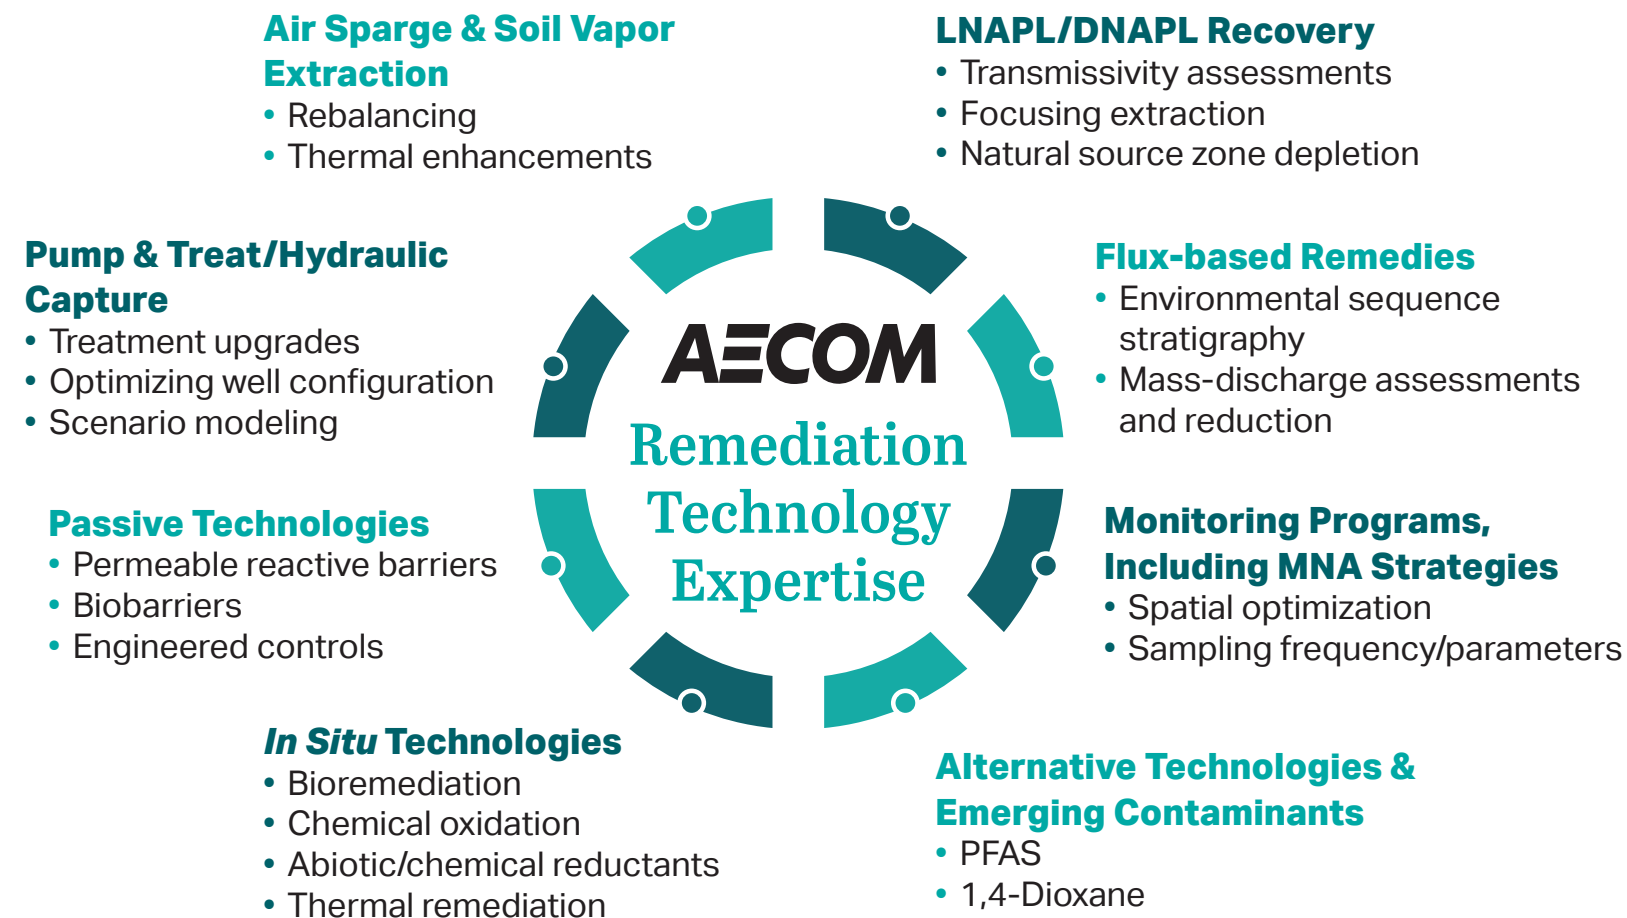 Air Sparge & Soil Vapor
Extraction
• Rebalancing
• Thermal enhancements
LNAPL/DNAPL Recovery
• Transmissivity assessments
• Focusing extraction
• Natural source zone depletion
Pump & Treat/Hydraulic
Capture
• Treatment upgrades
• Optimizing well configuration
• Scenario modeling
Flux-based Remedies
• Environmental sequence
stratigraphy
• Mass-discharge assessments
and reduction
AECOM
Remediation
Technology
Expertise
Passive Technologies
• Permeable reactive barriers
• Biobarriers
• Engineered controls
Monitoring Programs,
Including MNA Strategies
• Spatial optimization
• Sampling frequency/parameters
In Situ Technologies
• Bioremediation
• Chemical oxidation
• Abiotic/chemical reductants
• Thermal remediation
Alternative Technologies &
Emerging Contaminants
• PFAS
• 1,4-Dioxane